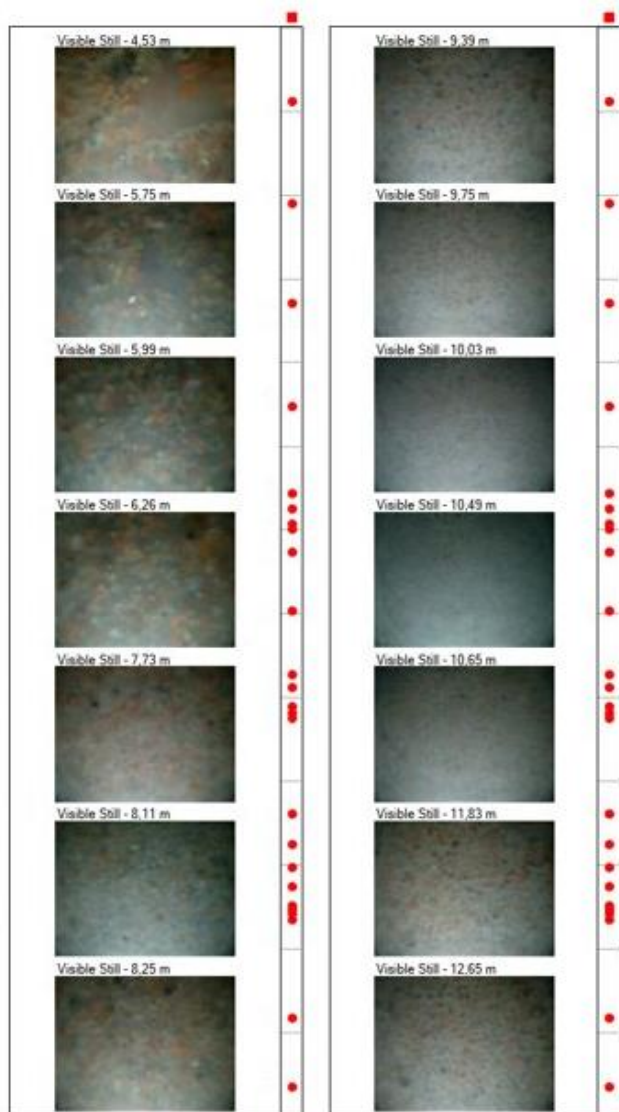 Visible Still - 4,53 m
Visible Still - 5,75 m
Visible Still - 5,99 m
Visible Still - 6,26 m
Visible Still - 7,73 m
Visible Still - 8,11 m
Visible Still - 8,25 m
Visible Still - 9,39 m
Visible Still - 9,75 m
Visible Still - 10,03 m
Visible Still - 10,49 m
Visible Still - 10,65 m
Visible Still - 11,83 m
Visible Still - 12,65 m